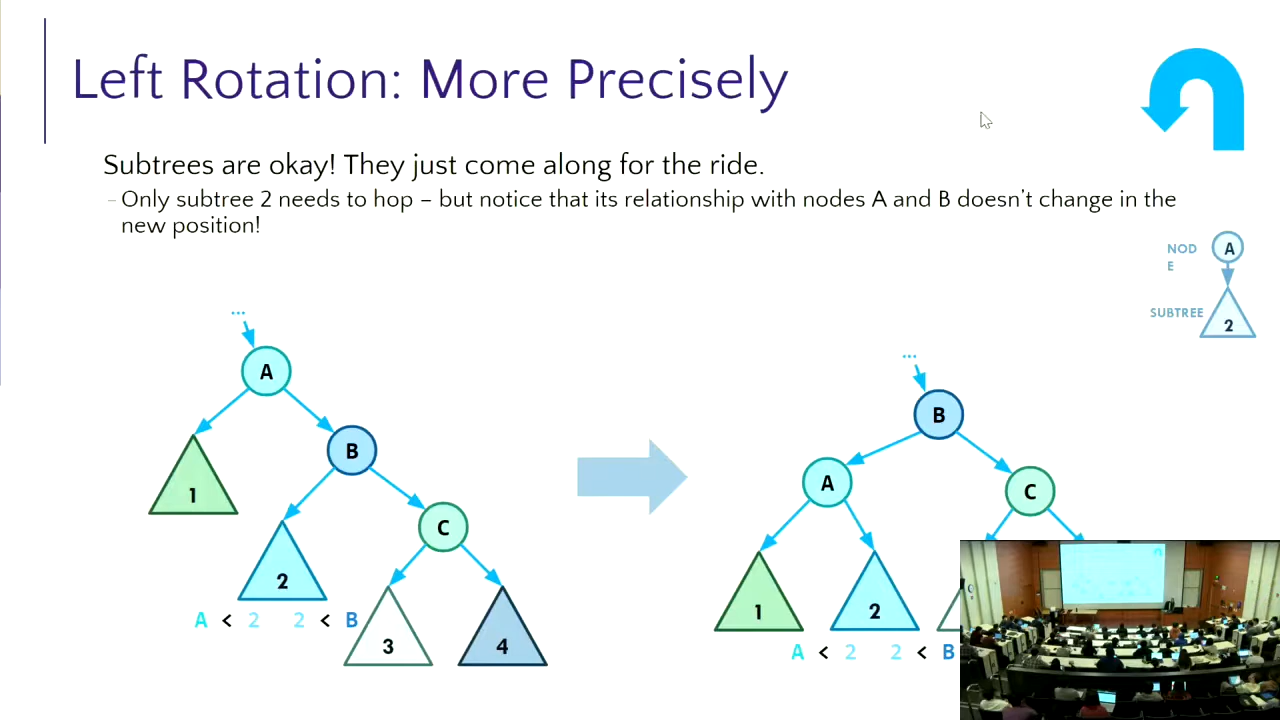 Left Rotation: More Precisely
Subtrees are okay! They just come along for the ride.
– Only subtree 2 needs to hop – but notice that its relationship with nodes A and B doesn't change in the
new position!
NOD
E
A
SUBTREE
2
...
A
B
1
2
C
A < 2 2 < B
3
4
...
B
A
C
1
2
A < 2 2 < B